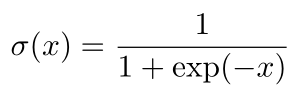 σ(x) = 1 / (1 + exp(−x))